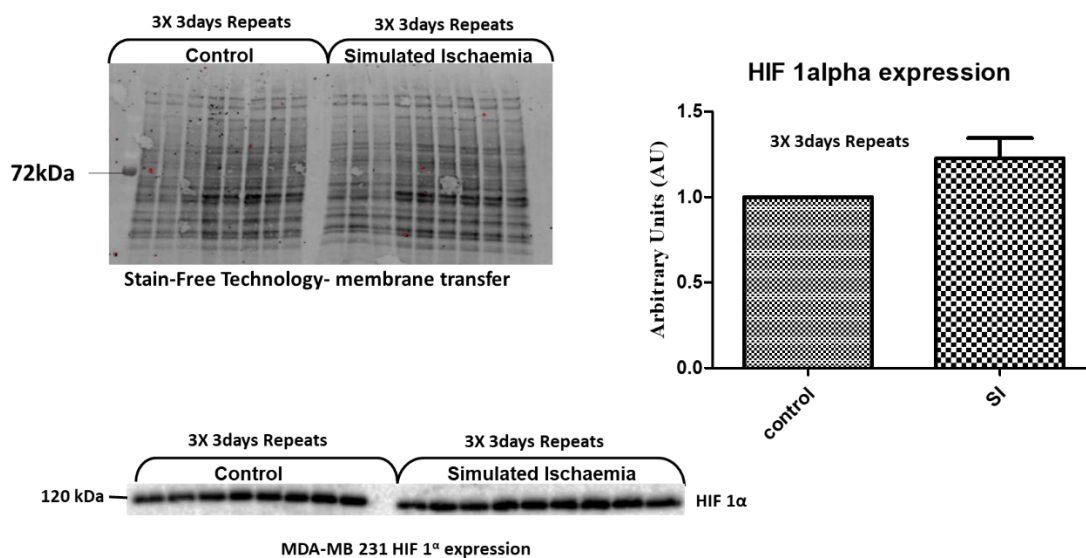 3X 3days Repeats
Control
3X 3days Repeats
Simulated Ischaemia
72kDa
Stain-Free Technology- membrane transfer
HIF 1alpha expression
3X 3days Repeats
Arbitrary Units (AU)
1.5
1.0
0.5
0.0
control
SI
3X 3days Repeats
Control
3X 3days Repeats
Simulated Ischaemia
120 kDa
HIF 1α
MDA-MB 231 HIF 1ᵅ expression